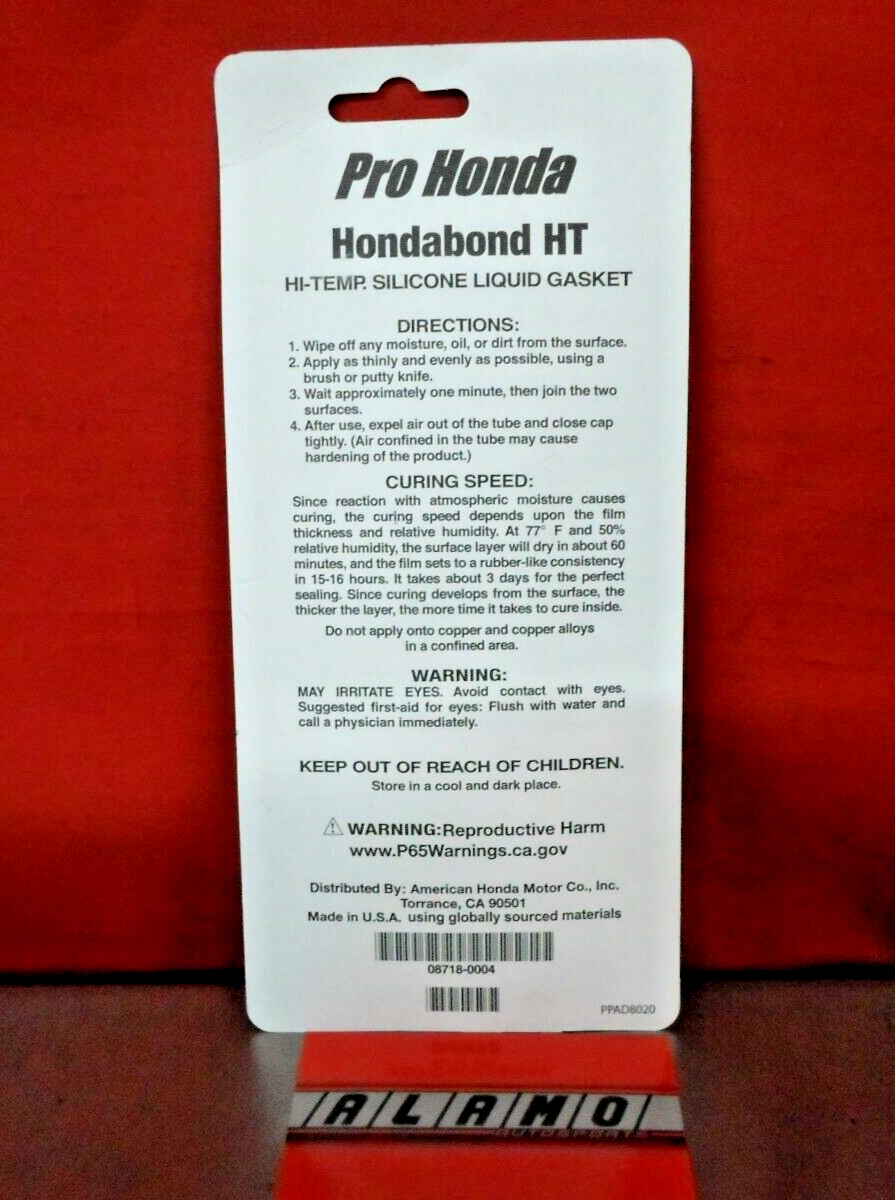 Pro Honda
Hondabond HT
HI-TEMP. SILICONE LIQUID GASKET
DIRECTIONS:
1. Wipe off any moisture, oil, or dirt from the surface.
2. Apply as thinly and evenly as possible, using a
brush or putty knife.
3. Wait approximately one minute, then join the two
surfaces.
4. After use, expel air out of the tube and close cap
tightly. (Air confined in the tube may cause
hardening of the product.)
CURING SPEED:
Since reaction with atmospheric moisture causes
curing, the curing speed depends upon the film
thickness and relative humidity. At 77° F and 50%
relative humidity, the surface layer will dry in about 60
minutes, and the film sets to a rubber-like consistency
in 15-16 hours. It takes about 3 days for the perfect
sealing. Since curing develops from the surface, the
thicker the layer, the more time it takes to cure inside.
Do not apply onto copper and copper alloys
in a confined area.
WARNING:
MAY IRRITATE EYES. Avoid contact with eyes.
Suggested first-aid for eyes: Flush with water and
call a physician immediately.
KEEP OUT OF REACH OF CHILDREN.
Store in a cool and dark place.
⚠ WARNING:Reproductive Harm
www.P65Warnings.ca.gov
Distributed By: American Honda Motor Co., Inc.
Torrance, CA 90501
Made in U.S.A. using globally sourced materials
08718-0004
PPAD8020
ALAMO
AUTOSPORTS